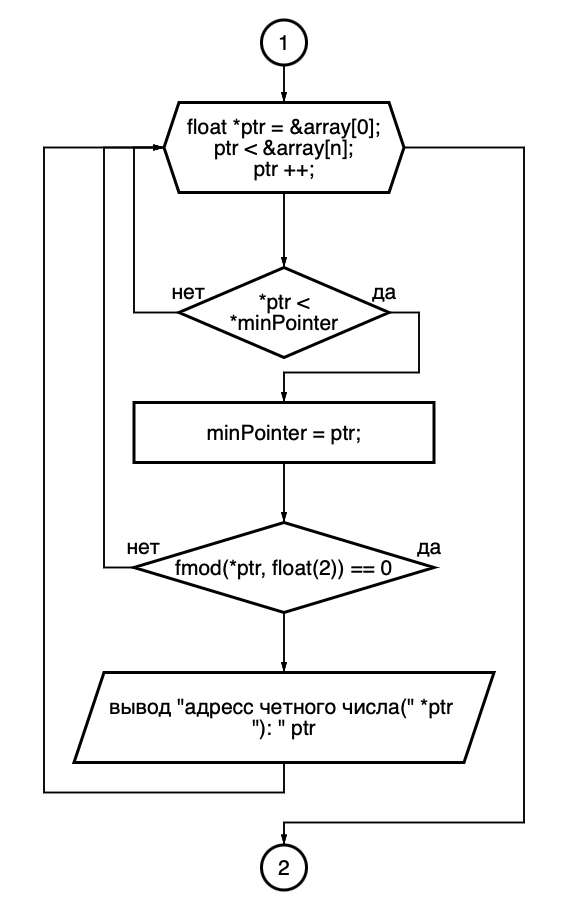 1
float *ptr = &array[0];
ptr < &array[n];
ptr ++;
нет
да
*ptr <
*minPointer
minPointer = ptr;
нет
да
fmod(*ptr, float(2)) == 0
вывод "адресс четного числа(" *ptr
"): " ptr
2